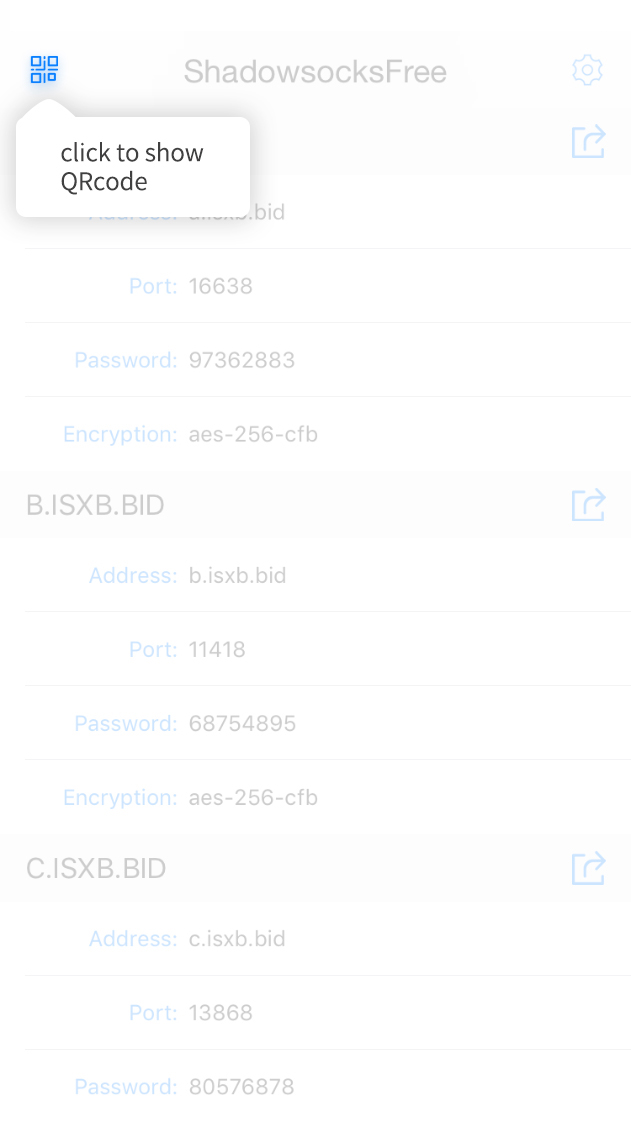 ShadowsocksFree
click to show
QRcode
Address: a.isxb.bid
Port: 16638
Password: 97362883
Encryption: aes-256-cfb
B.ISXB.BID
Address: b.isxb.bid
Port: 11418
Password: 68754895
Encryption: aes-256-cfb
C.ISXB.BID
Address: c.isxb.bid
Port: 13868
Password: 80576878